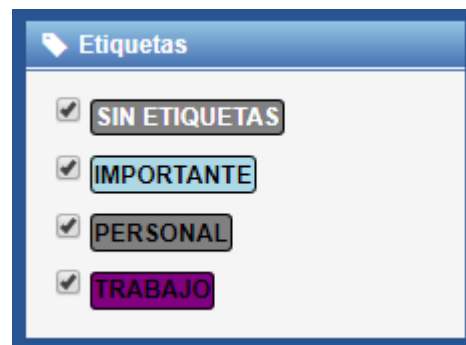 Etiquetas
SIN ETIQUETAS
IMPORTANTE
PERSONAL
TRABAJO